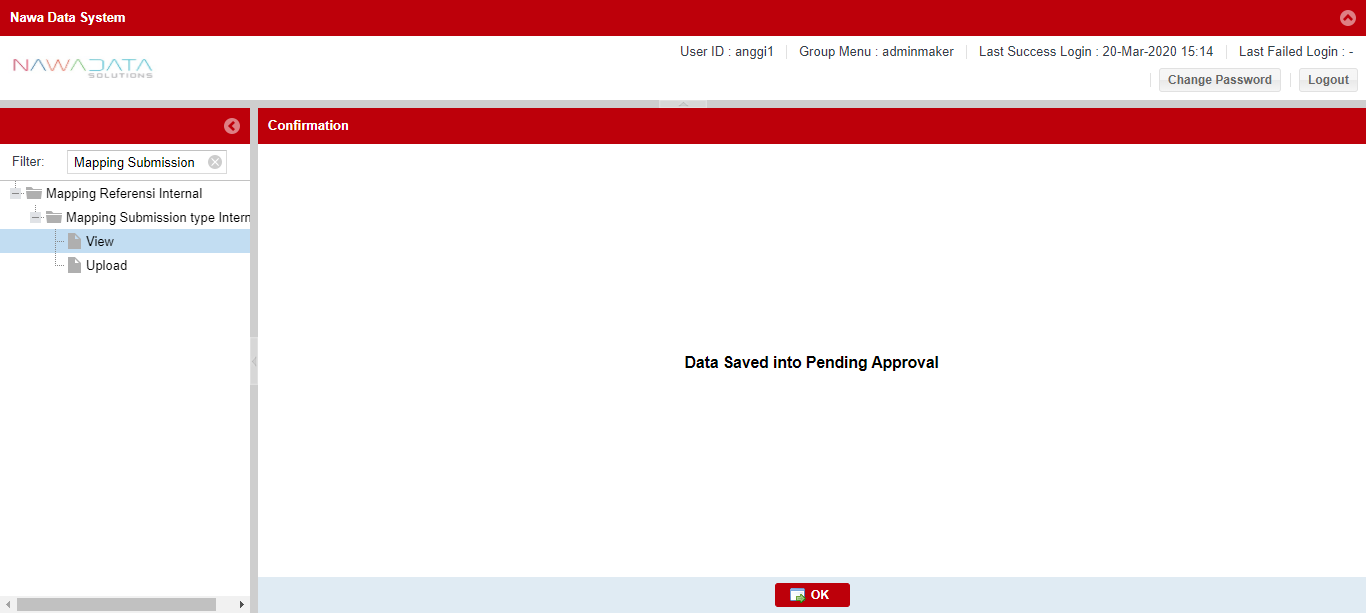 Nawa Data System
NAWADATA
SOLUTIONS
User ID : anggi1
Group Menu : adminmaker
Last Success Login : 20-Mar-2020 15:14
Last Failed Login : -
Change Password
Logout
Confirmation
Filter:
Mapping Submission
Mapping Referensi Internal
Mapping Submission type Intern
View
Upload
Data Saved into Pending Approval
OK